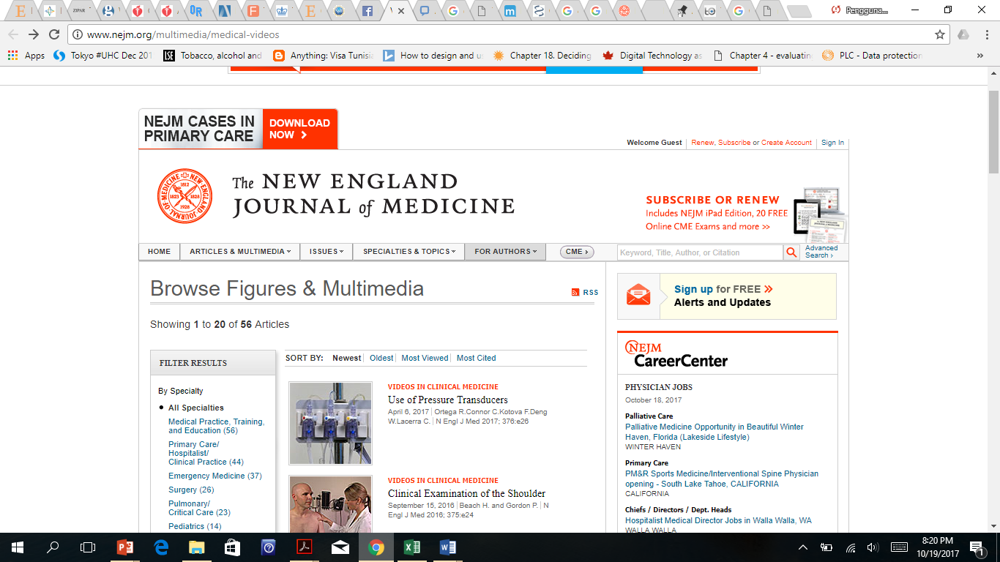 Pengguna...
www.nejm.org/multimedia/medical-videos
Apps Tokyo #UHC Dec 201 Tobacco, alcohol and Anything: Visa Tunisia How to design and us Chapter 18. Deciding Digital Technology as Chapter 4 - evaluatin PLC - Data protection »
NEJM CASES IN
PRIMARY CARE
DOWNLOAD
NOW
Welcome Guest Renew, Subscribe or Create Account Sign In
The NEW ENGLAND
JOURNAL of MEDICINE
SUBSCRIBE OR RENEW
Includes NEJM iPad Edition, 20 FREE
Online CME Exams and more >>
HOME ARTICLES & MULTIMEDIA ISSUES SPECIALTIES & TOPICS FOR AUTHORS CME
Keyword, Title, Author, or Citation
Advanced
Search
Browse Figures & Multimedia
RSS
Showing 1 to 20 of 56 Articles
FILTER RESULTS
By Specialty
All Specialties
Medical Practice, Training,
and Education (56)
Primary Care/
Hospitalist/
Clinical Practice (44)
Emergency Medicine (37)
Surgery (26)
Pulmonary/
Critical Care (23)
Pediatrics (14)
SORT BY: Newest Oldest Most Viewed Most Cited
VIDEOS IN CLINICAL MEDICINE
Use of Pressure Transducers
April 6, 2017 | Ortega R.Connor C.Kotova F.Deng
W.Lacerra C. | N Engl J Med 2017; 376:e26
VIDEOS IN CLINICAL MEDICINE
Clinical Examination of the Shoulder
September 15, 2016 | Beach H. and Gordon P. | N
Engl J Med 2016; 375:e24
Sign up for FREE
Alerts and Updates
NEJM
CareerCenter
PHYSICIAN JOBS
October 18, 2017
Palliative Care
Palliative Medicine Opportunity in Beautiful Winter
Haven, Florida (Lakeside Lifestyle)
WINTER HAVEN
Primary Care
PM&R Sports Medicine/Interventional Spine Physician
opening - South Lake Tahoe, CALIFORNIA
CALIFORNIA
Chiefs / Directors / Dept. Heads
Hospitalist Medical Director Jobs in Walla Walla, WA
WALLA WALLA
8:20 PM
10/19/2017